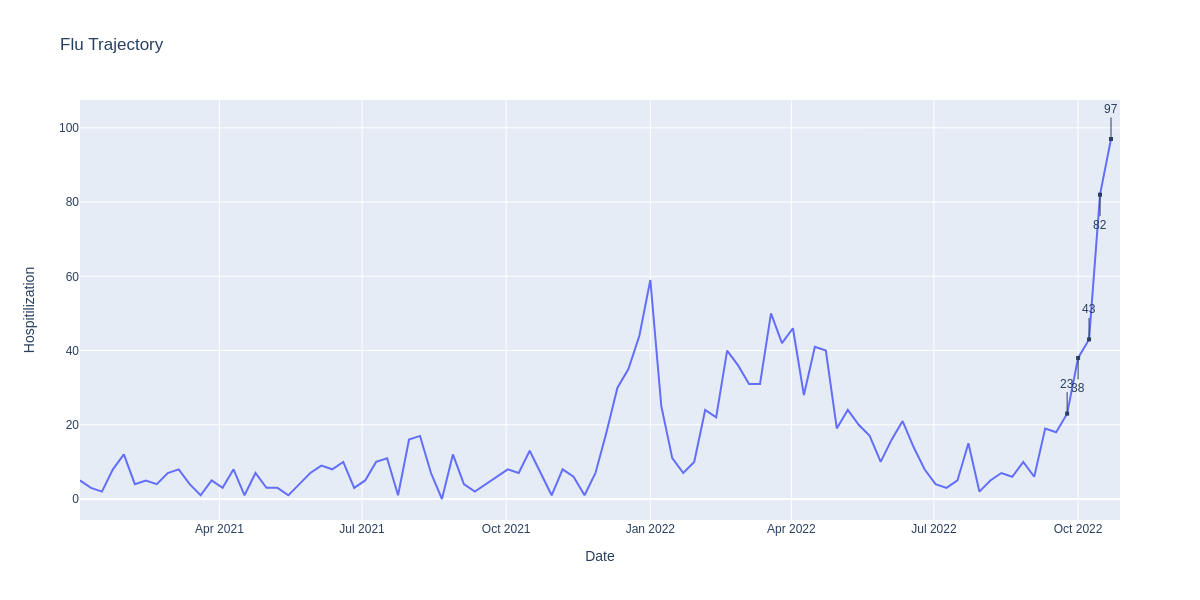 Flu Trajectory
97
100
80
82
60
43
40
23
38
20
0
Hospitilization
Apr 2021
Jul 2021
Oct 2021
Jan 2022
Apr 2022
Jul 2022
Oct 2022
Date